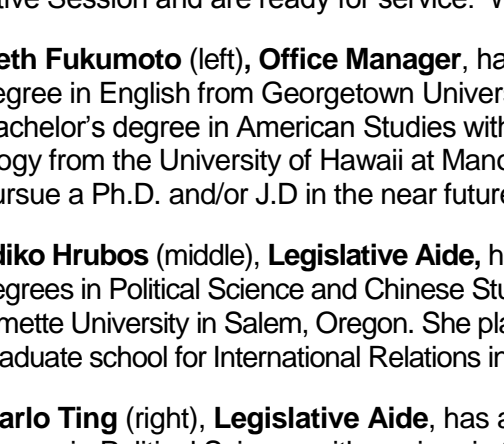 tive Session and are ready for service. W
eth Fukumoto (left), Office Manager, ha
egree in English from Georgetown Univers
achelor's degree in American Studies with
ogy from the University of Hawaii at Mano
ursue a Ph.D. and/or J.D in the near future
diko Hrubos (middle), Legislative Aide, h
egrees in Political Science and Chinese Stu
mette University in Salem, Oregon. She pla
raduate school for International Relations in
arlo Ting (right), Legislative Aide, has a